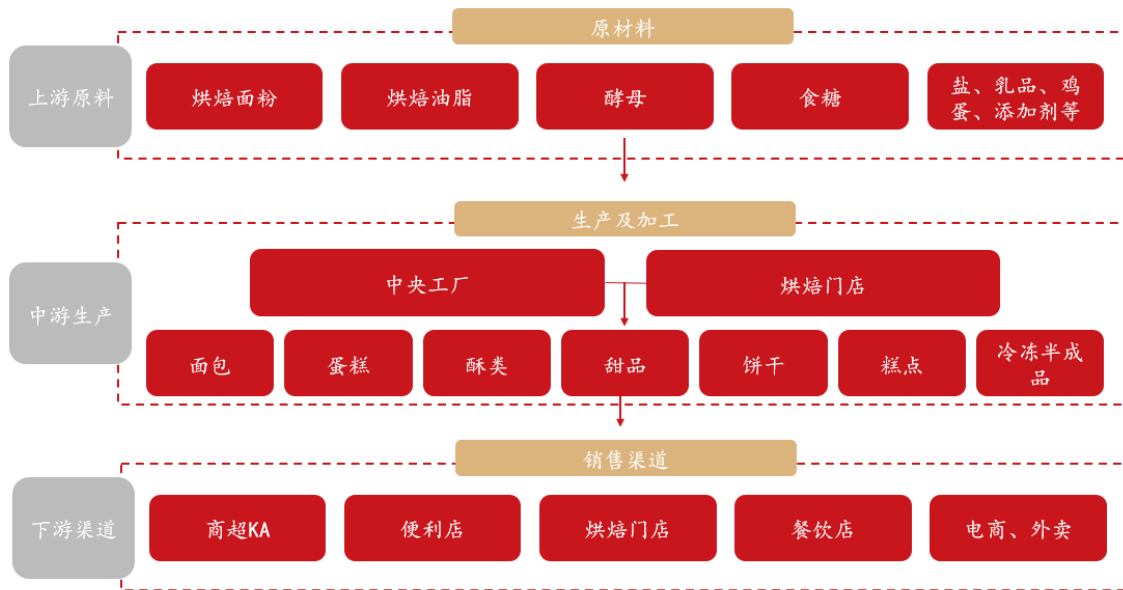 原材料
上游原料
烘焙面粉
烘焙油脂
酵母
食糖
盐、乳品、鸡
蛋、添加剂等
生产及加工
中游生产
中央工厂
烘焙门店
面包
蛋糕
酥类
甜品
饼干
糕点
冷冻半成
品
销售渠道
下游渠道
商超KA
便利店
烘焙门店
餐饮店
电商、外卖